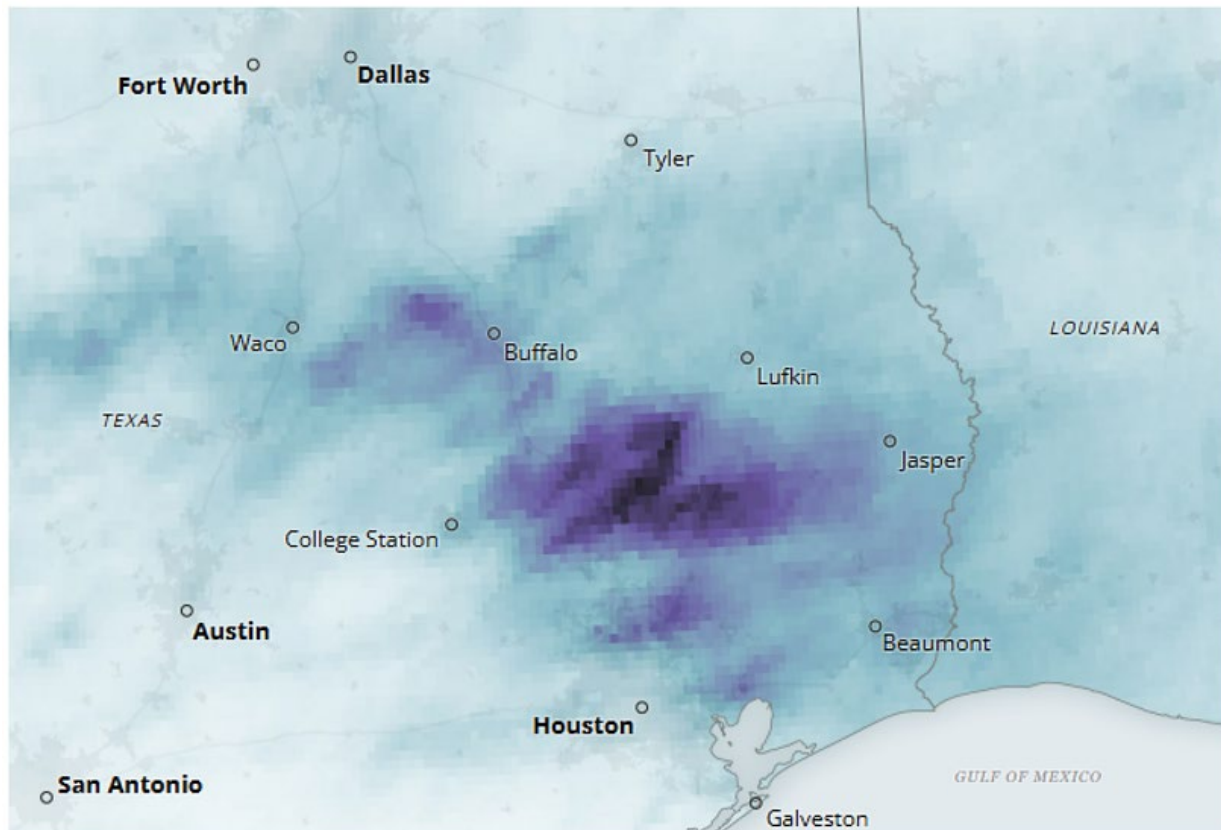 Fort Worth
Dallas
Tyler
Waco
Buffalo
LOUISIANA
Lufkin
TEXAS
Jasper
College Station
Austin
Beaumont
Houston
GULF OF MEXICO
San Antonio
Galveston